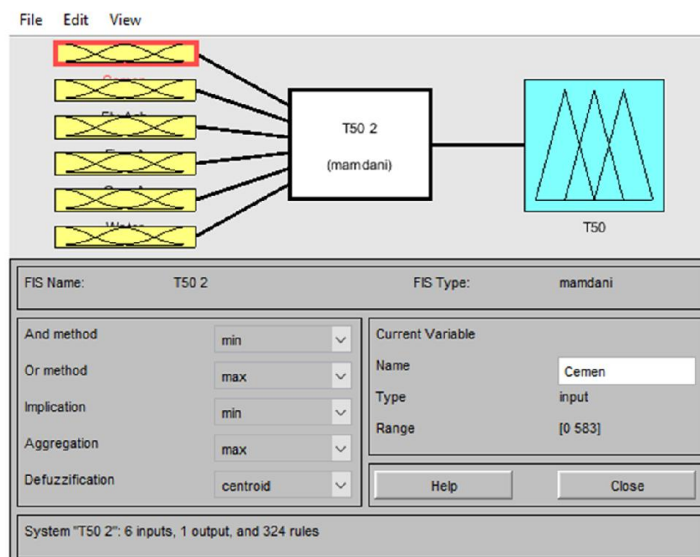 File Edit View
T50 2
(mamdani)
T50
FIS Name: T50 2 FIS Type: mamdani
And method min
Or method max
Implication min
Aggregation max
Defuzzification centroid
Current Variable
Name Cemen
Type input
Range [0 583]
Help Close
System "T50 2": 6 inputs, 1 output, and 324 rules